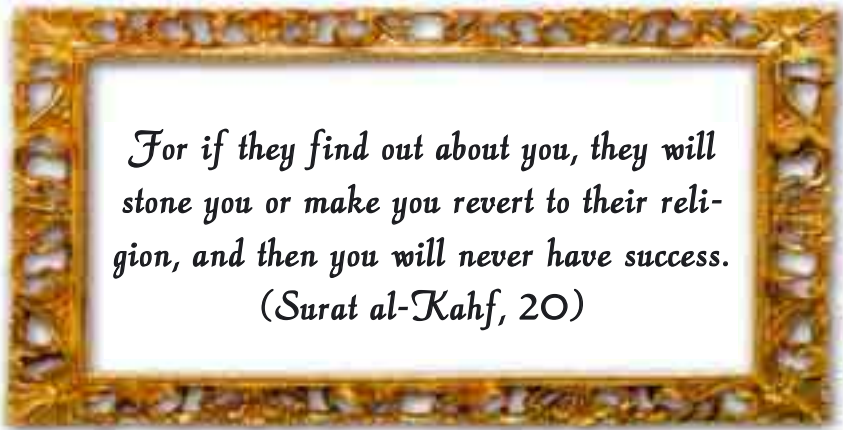 For if they find out about you, they will
stone you or make you revert to their reli-
gion, and then you will never have success.
(Surat al-Kahf, 20)